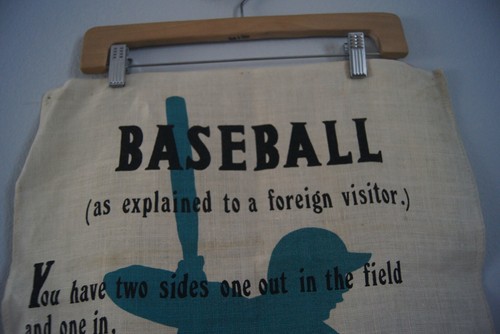 BASEBALL
(as explained to a foreign visitor.)
You have two sides one out in the field
and one in.